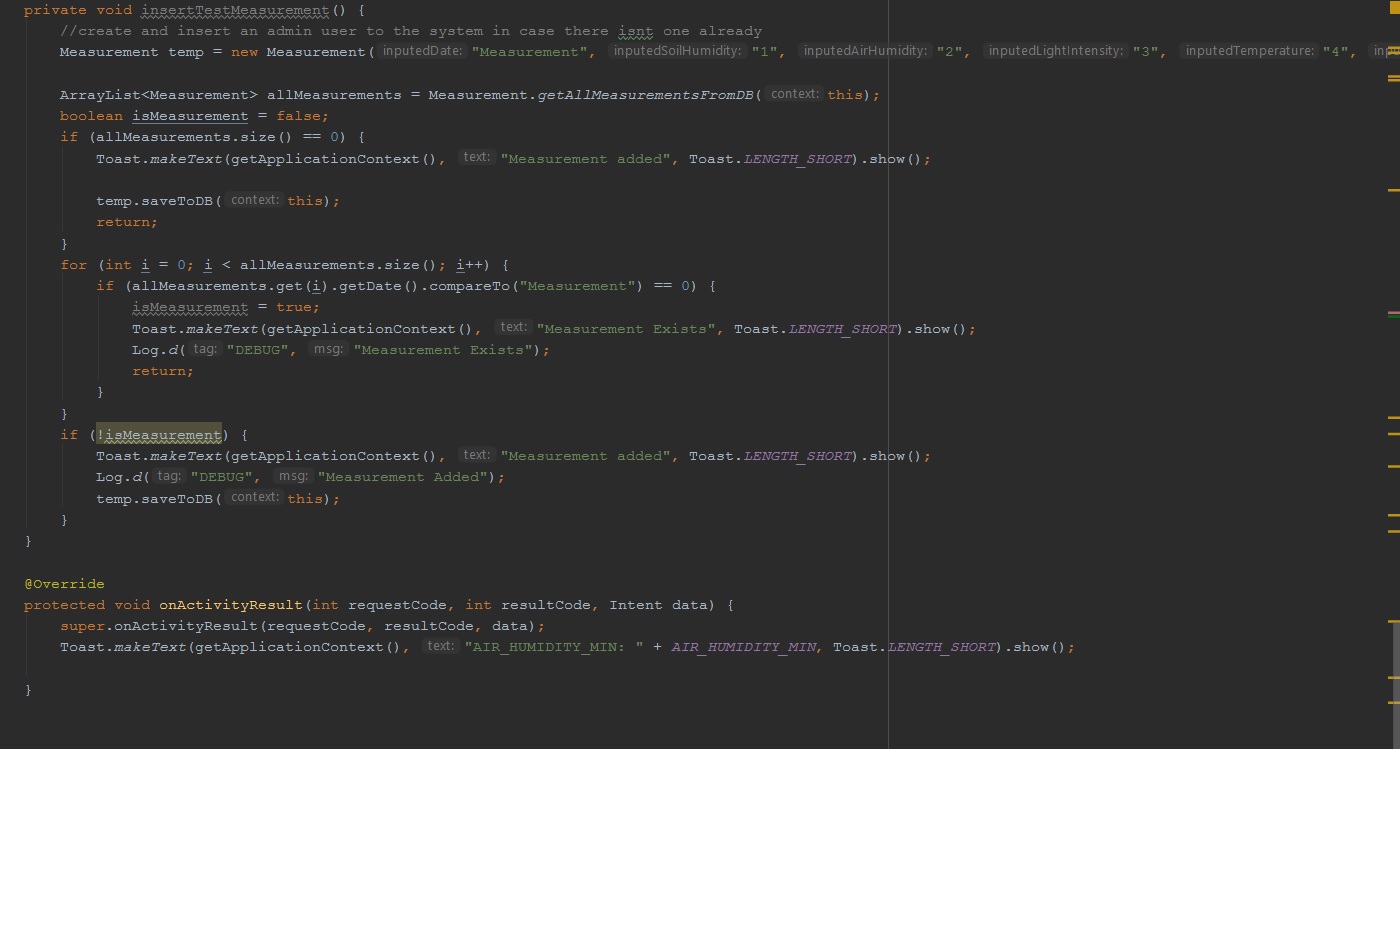 private void insertTestMeasurement() {
//create and insert an admin user to the system in case there isnt one already
Measurement temp = new Measurement( inputedDate: "Measurement", inputedSoilHumidity: "1", inputedAirHumidity: "2", inputedLightIntensity: "3", inputedTemperature: "4",
ArrayList<Measurement> allMeasurements = Measurement.getAllMeasurementsFromDB( context: this);
boolean isMeasurement = false;
if (allMeasurements.size() == 0) {
Toast.makeText(getApplicationContext(), text: "Measurement added", Toast.LENGTH_SHORT).show();
temp.saveToDB( context: this);
return;
}
for (int i = 0; i < allMeasurements.size(); i++) {
if (allMeasurements.get(i).getDate().compareTo("Measurement") == 0) {
isMeasurement = true;
Toast.makeText(getApplicationContext(), text: "Measurement Exists", Toast.LENGTH_SHORT).show();
Log.d( tag: "DEBUG", msg: "Measurement Exists");
return;
}
}
if (!isMeasurement) {
Toast.makeText(getApplicationContext(), text: "Measurement added", Toast.LENGTH_SHORT).show();
Log.d( tag: "DEBUG", msg: "Measurement Added");
temp.saveToDB( context: this);
}
}
@Override
protected void onActivityResult(int requestCode, int resultCode, Intent data) {
super.onActivityResult(requestCode, resultCode, data);
Toast.makeText(getApplicationContext(), text: "AIR_HUMIDITY_MIN: " + AIR_HUMIDITY_MIN, Toast.LENGTH_SHORT).show();
}